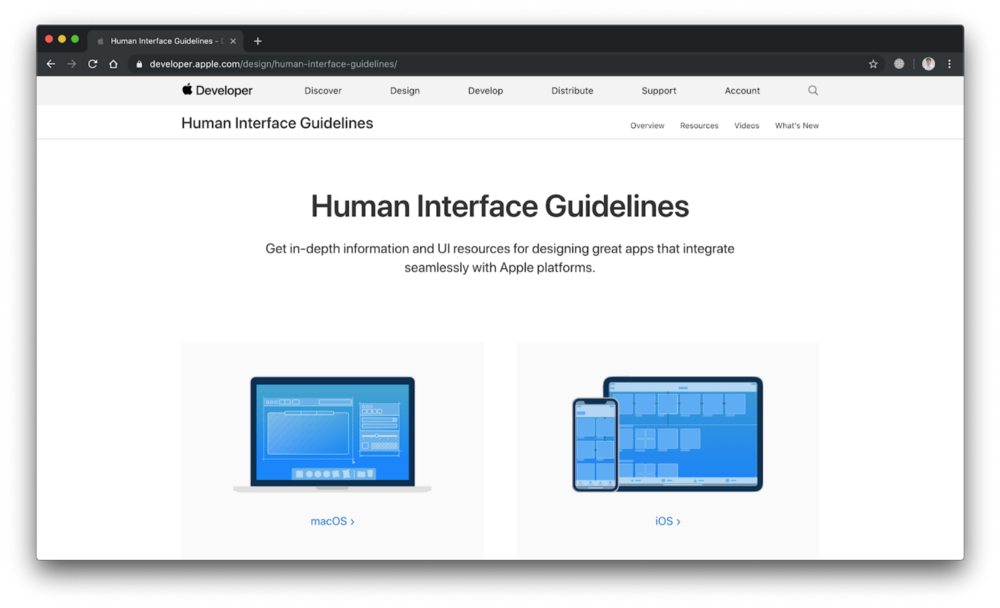 Human Interface Guidelines –
developer.apple.com/design/human-interface-guidelines/
Developer Discover Design Develop Distribute Support Account
Human Interface Guidelines Overview Resources Videos What's New
Human Interface Guidelines
Get in-depth information and UI resources for designing great apps that integrate
seamlessly with Apple platforms.
macOS ›
iOS ›